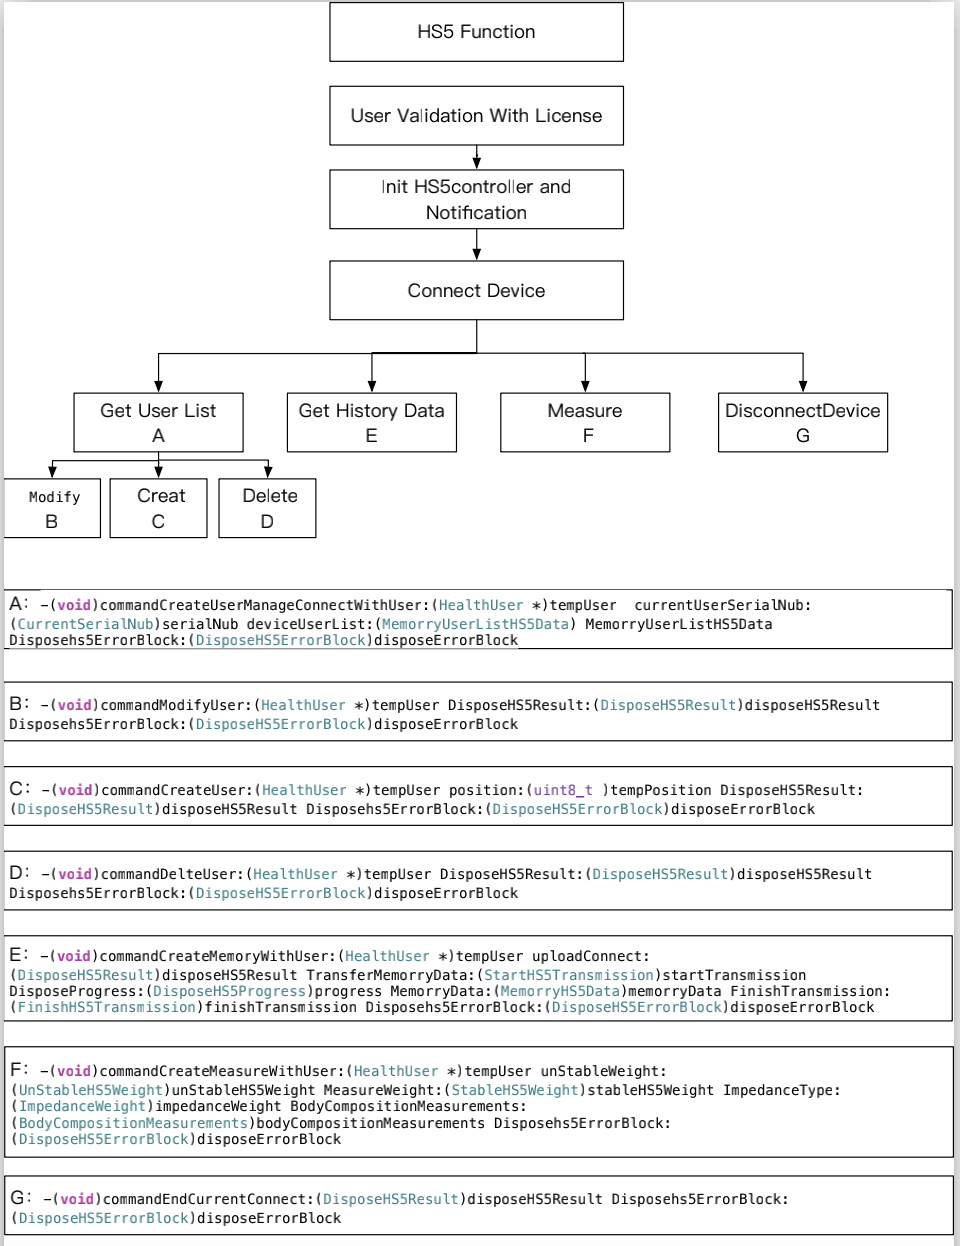 HS5 Function
User Validation With License
Init HS5controller and
Notification
Connect Device
Get User List
A
Get History Data
E
Measure
F
DisconnectDevice
G
Modify
B
Creat
C
Delete
D
A: -(void)commandCreateUserManageConnectWithUser:(HealthUser *)tempUser  currentUserSerialNub:
(CurrentSerialNub)serialNub deviceUserList:(MemorryUserListHS5Data) MemorryUserListHS5Data
Disposehs5ErrorBlock:(DisposeHS5ErrorBlock)disposeErrorBlock
B: -(void)commandModifyUser:(HealthUser *)tempUser DisposeHS5Result:(DisposeHS5Result)disposeHS5Result
Disposehs5ErrorBlock:(DisposeHS5ErrorBlock)disposeErrorBlock
C: -(void)commandCreateUser:(HealthUser *)tempUser position:(uint8_t )tempPosition DisposeHS5Result:
(DisposeHS5Result)disposeHS5Result Disposehs5ErrorBlock:(DisposeHS5ErrorBlock)disposeErrorBlock
D: -(void)commandDelteUser:(HealthUser *)tempUser DisposeHS5Result:(DisposeHS5Result)disposeHS5Result
Disposehs5ErrorBlock:(DisposeHS5ErrorBlock)disposeErrorBlock
E: -(void)commandCreateMemoryWithUser:(HealthUser *)tempUser uploadConnect:
(DisposeHS5Result)disposeHS5Result TransferMemorryData:(StartHS5Transmission)startTransmission
DisposeProgress:(DisposeHS5Progress)progress MemorryData:(MemorryHS5Data)memorryData FinishTransmission:
(FinishHS5Transmission)finishTransmission Disposehs5ErrorBlock:(DisposeHS5ErrorBlock)disposeErrorBlock
F: -(void)commandCreateMeasureWithUser:(HealthUser *)tempUser unStableWeight:
(UnStableHS5Weight)unStableHS5Weight MeasureWeight:(StableHS5Weight)stableHS5Weight ImpedanceType:
(ImpedanceWeight)impedanceWeight BodyCompositionMeasurements:
(BodyCompositionMeasurements)bodyCompositionMeasurements Disposehs5ErrorBlock:
(DisposeHS5ErrorBlock)disposeErrorBlock
G: -(void)commandEndCurrentConnect:(DisposeHS5Result)disposeHS5Result Disposehs5ErrorBlock:
(DisposeHS5ErrorBlock)disposeErrorBlock